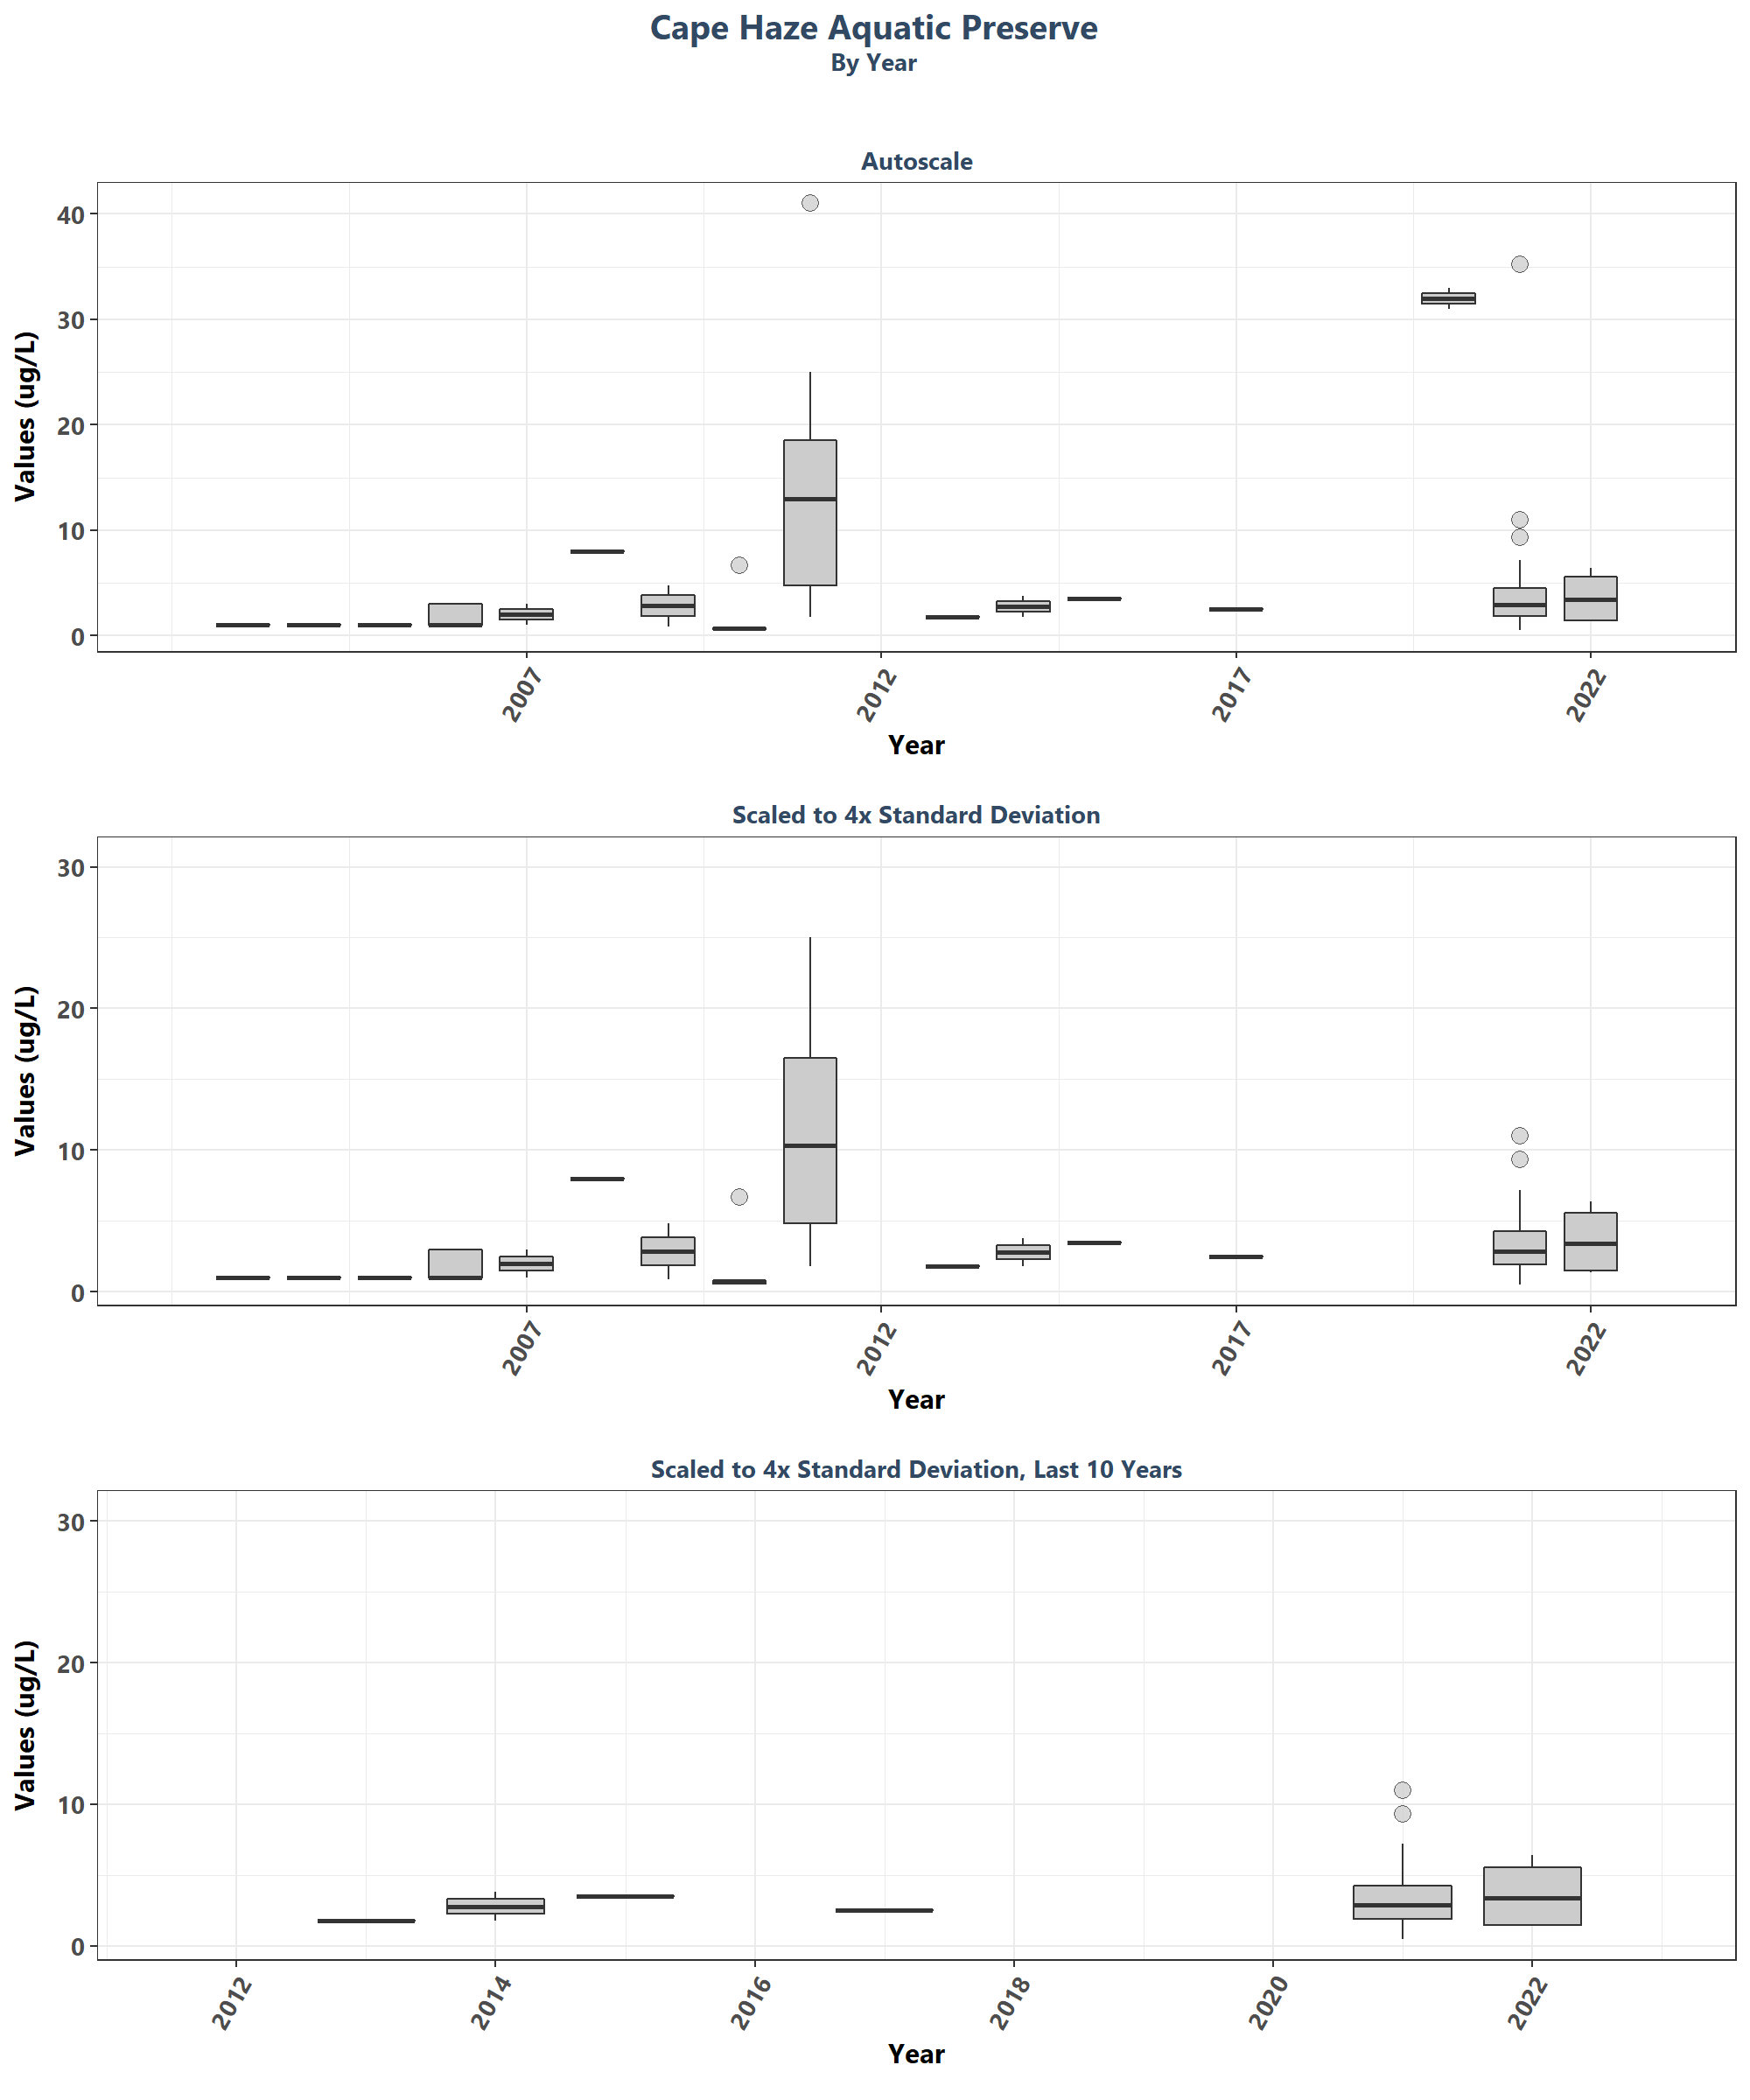 Cape Haze Aquatic Preserve
By Year
Autoscale
Values (ug/L)
40
30
20
10
0
2007
2012
2017
2022
Year
Scaled to 4x Standard Deviation
Values (ug/L)
30
20
10
0
2007
2012
2017
2022
Year
Scaled to 4x Standard Deviation, Last 10 Years
Values (ug/L)
30
20
10
0
2012
2014
2016
2018
2020
2022
Year